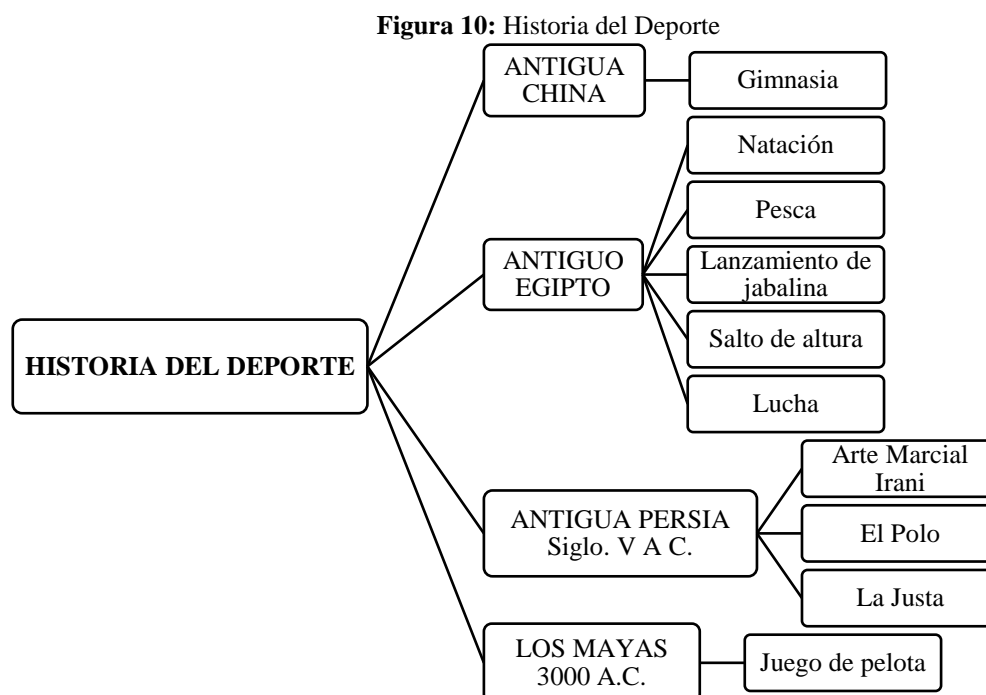 Figura 10: Historia del Deporte
ANTIGUA
CHINA
Gimnasia
Natación
Pesca
ANTIGUO
EGIPTO
Lanzamiento de
jabalina
Salto de altura
Lucha
HISTORIA DEL DEPORTE
Arte Marcial
Irani
ANTIGUA PERSIA
Siglo. V A C.
El Polo
La Justa
LOS MAYAS
3000 A.C.
Juego de pelota